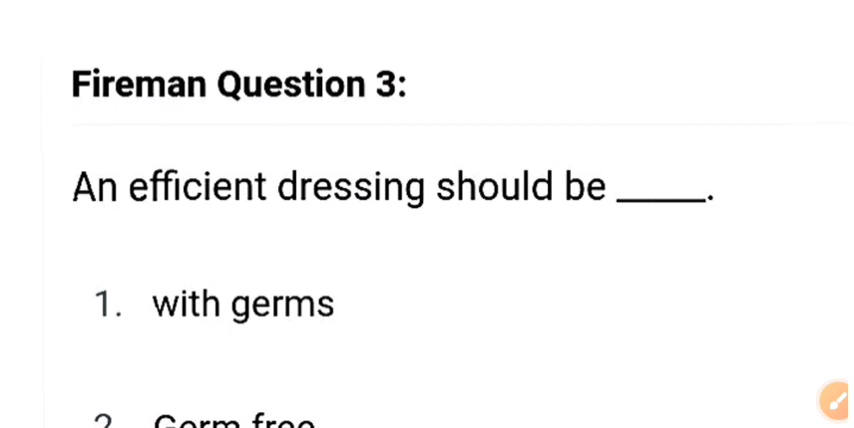 Fireman Question 3:
An efficient dressing should be _____.
1. with germs
2. Germ free